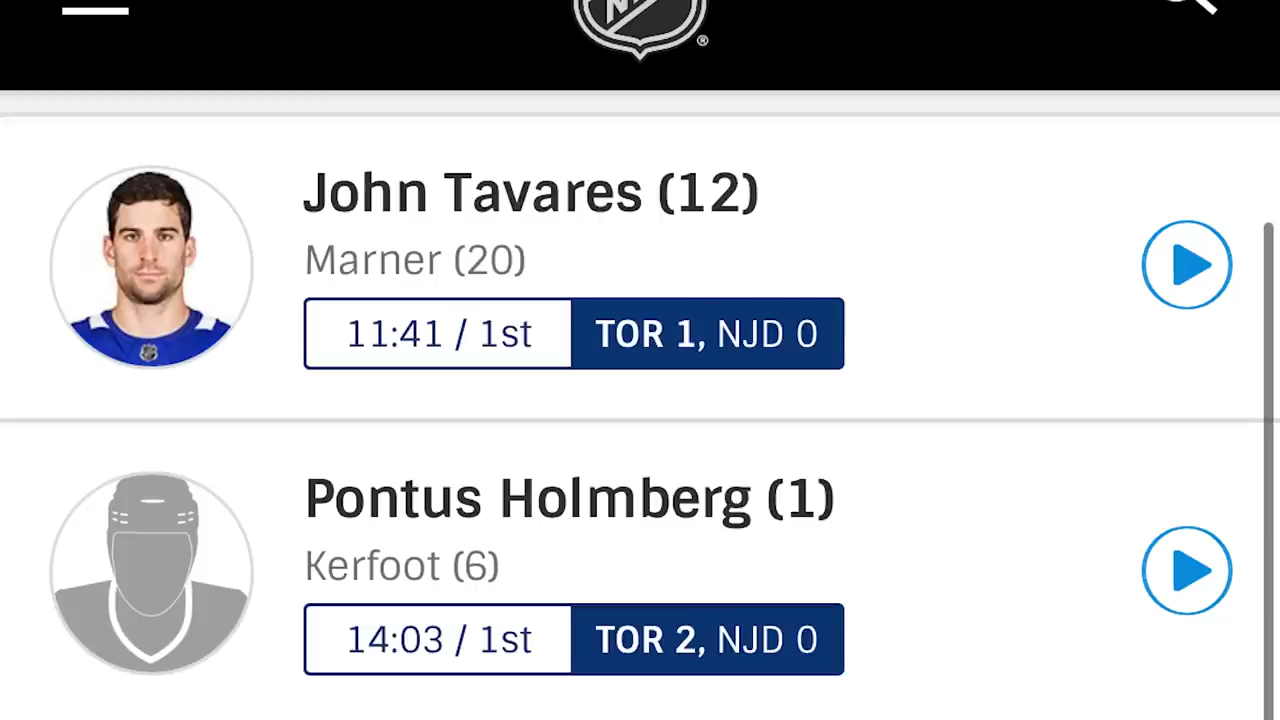 John Tavares (12)
Marner (20)
11:41 / 1st TOR 1, NJD 0
Pontus Holmberg (1)
Kerfoot (6)
14:03 / 1st TOR 2, NJD 0